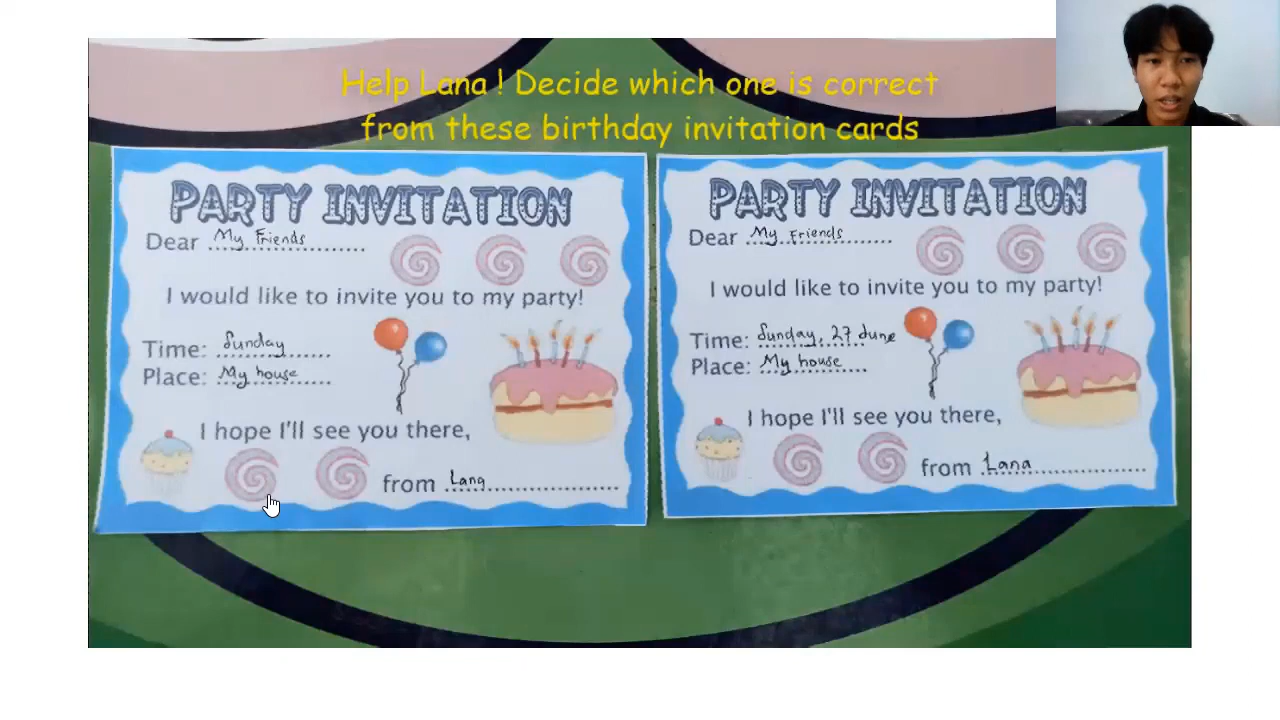 Help Lana ! Decide which one is correct
from these birthday invitation cards
PARTY INVITATION
Dear My Friends
I would like to invite you to my party!
Time: Sunday
Place: My house
I hope I'll see you there,
from Lana
PARTY INVITATION
Dear My Friends
I would like to invite you to my party!
Time: Sunday, 27 June
Place: My house
I hope I'll see you there,
from Lana